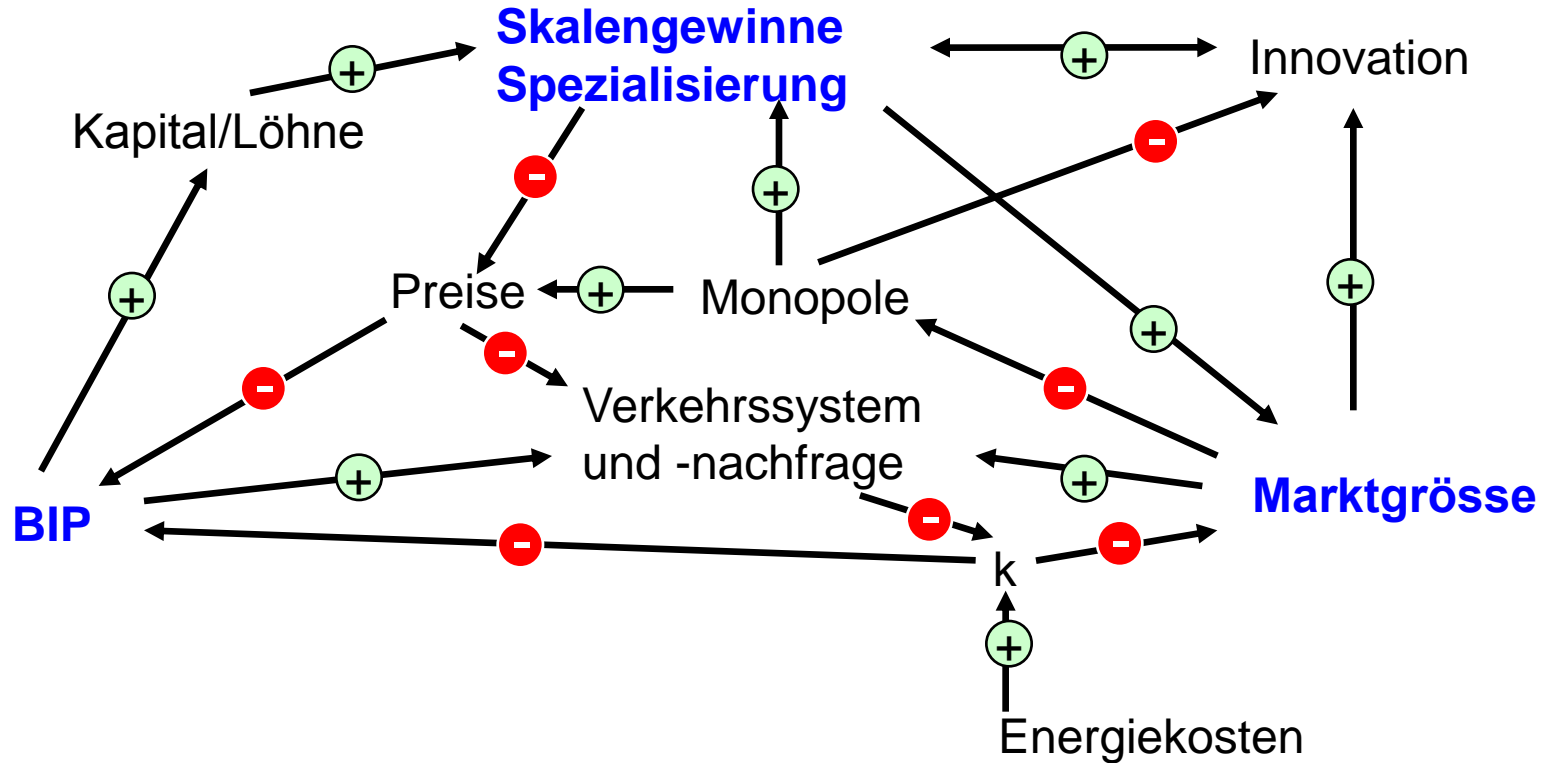 Skalengewinne
Spezialisierung
+
+
Innovation
Kapital/Löhne
-
-
+
+
+
+
Preise
+
Monopole
-
-
+
-
Verkehrssystem
und -nachfrage
+
+
Marktgrösse
BIP
-
-
-
k
+
Energiekosten